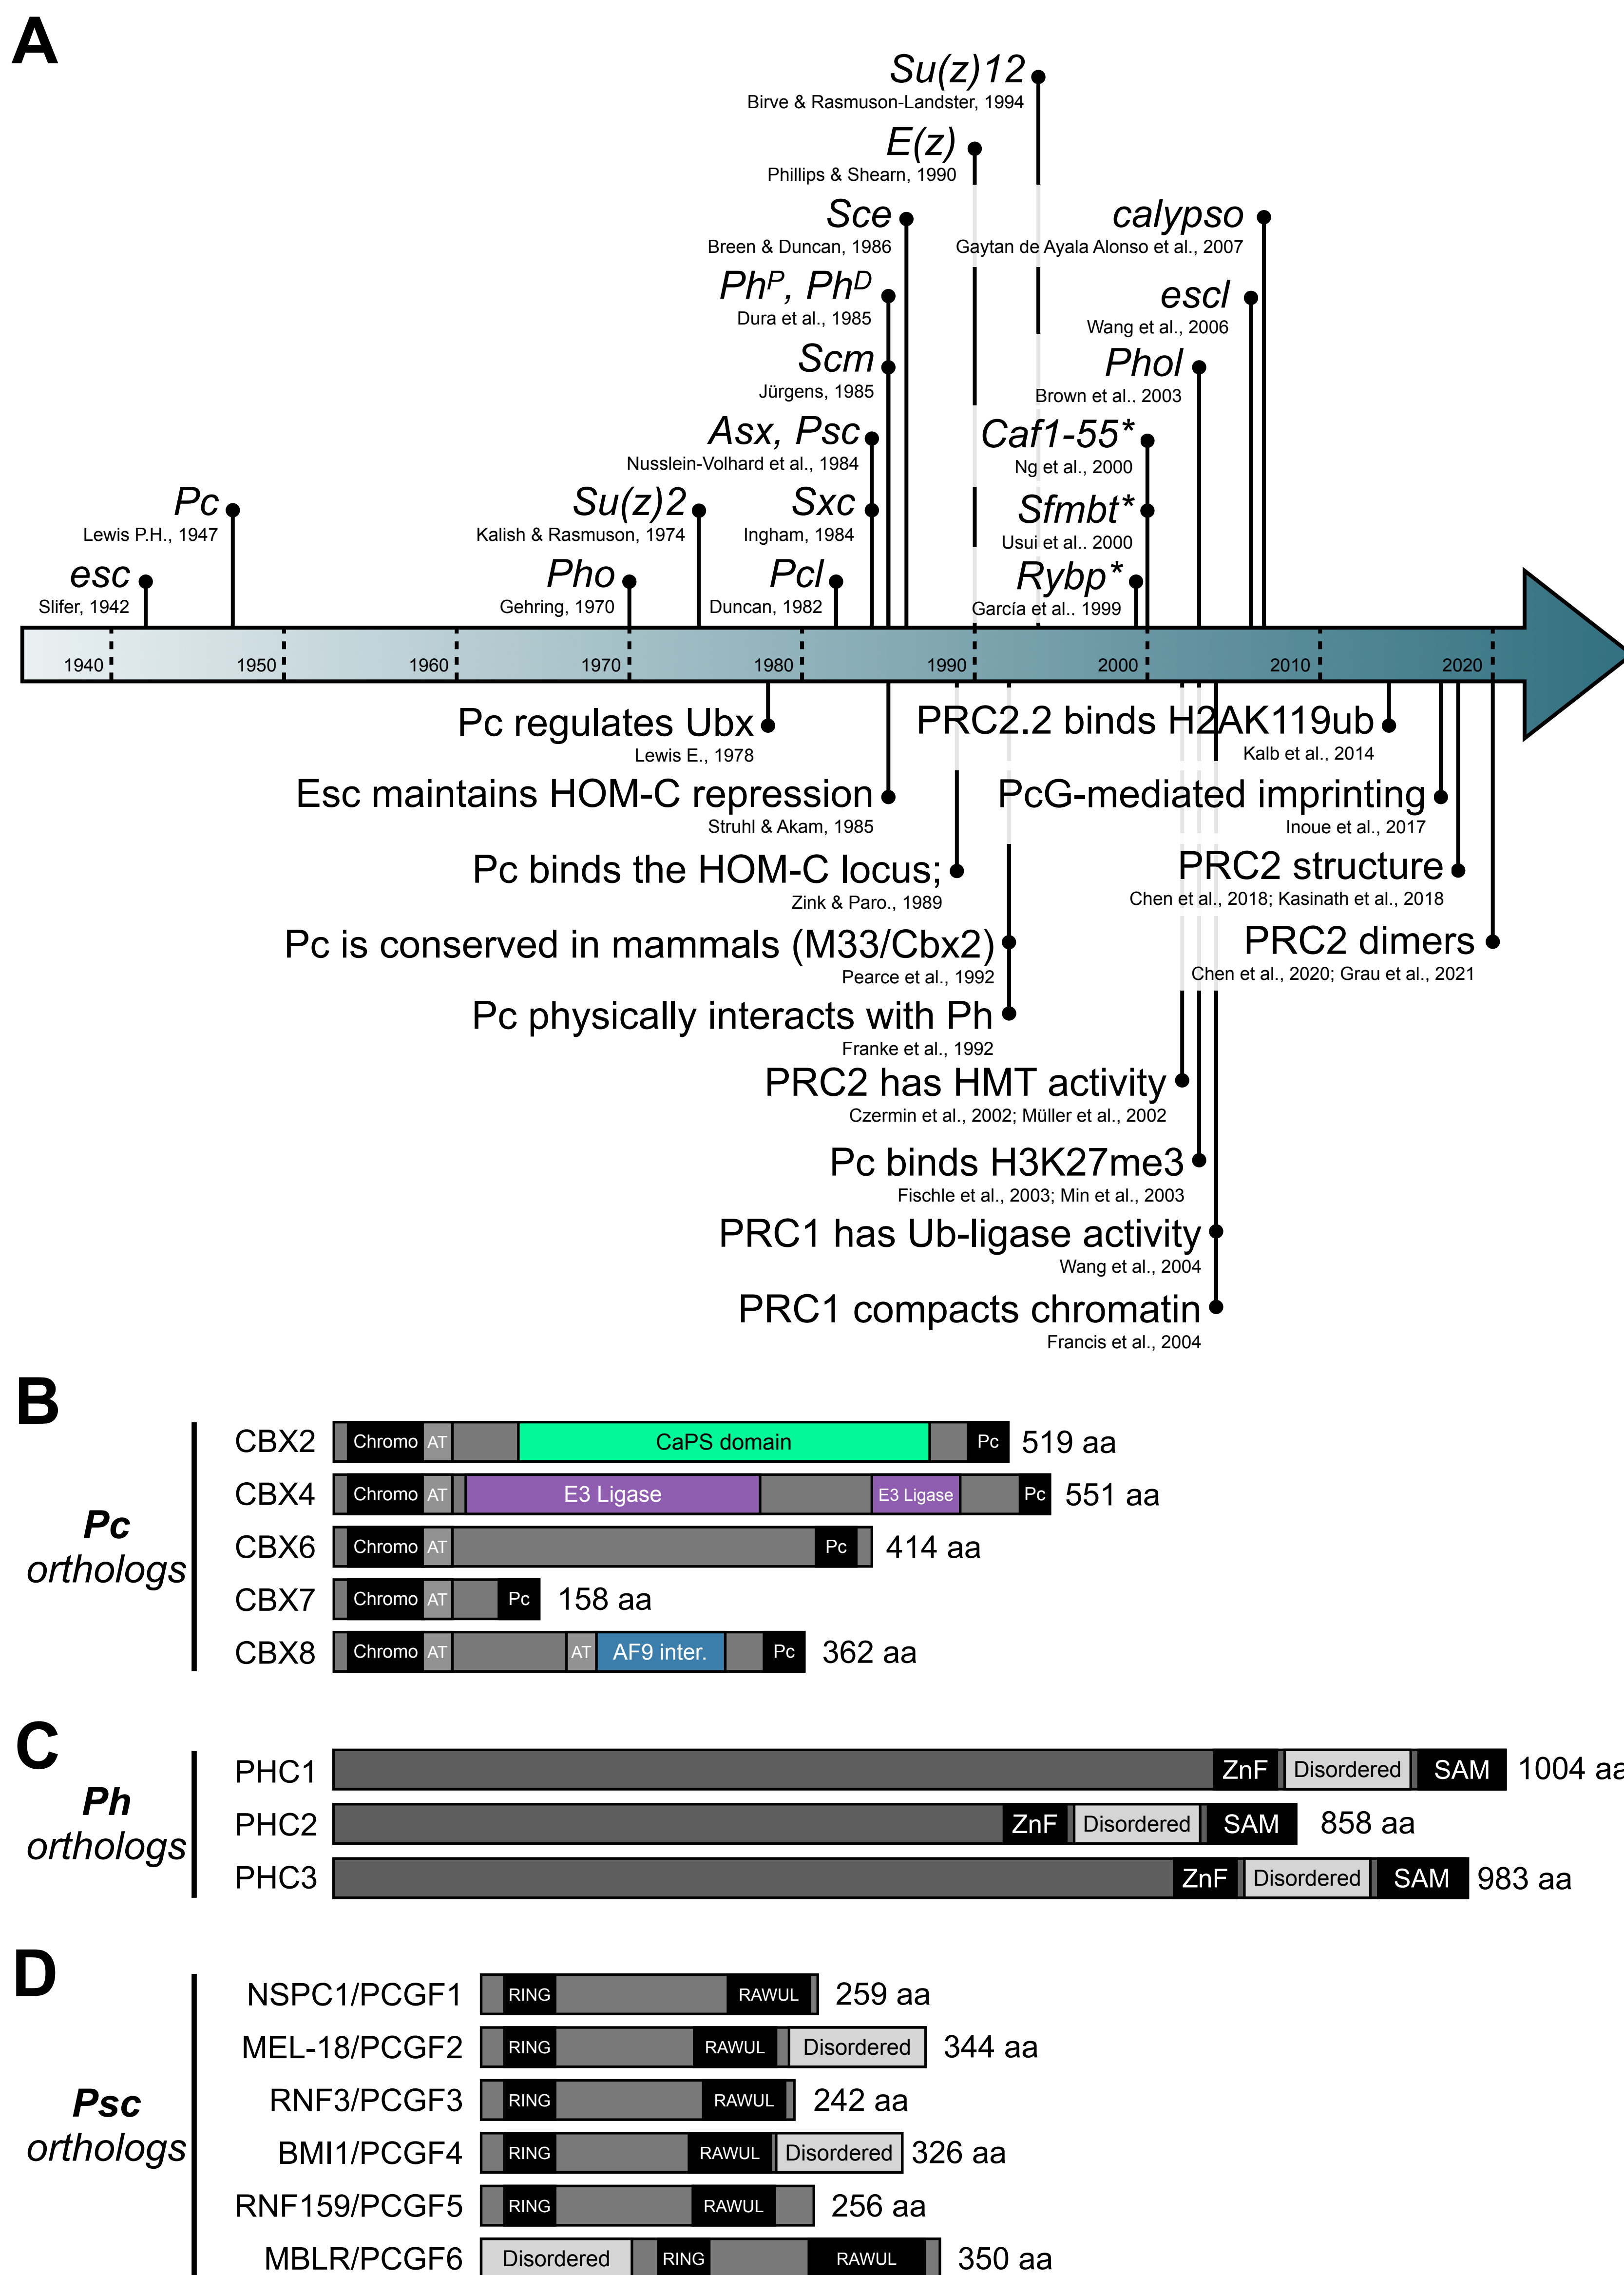 A
Su(z)12
Birve & Rasmuson-Landster, 1994
E(z)
Phillips & Shearn, 1990
Sce
Breen & Duncan, 1986
calypso
Gaytan de Ayala Alonso et al., 2007
Phᴾ, Phᴰ
Dura et al., 1985
escl
Wang et al., 2006
Scm
Jürgens, 1985
Phol
Brown et al.. 2003
Asx, Psc
Nusslein-Volhard et al., 1984
Caf1-55*
Ng et al., 2000
Pc
Lewis P.H., 1947
Su(z)2
Kalish & Rasmuson, 1974
Sxc
Ingham, 1984
Sfmbt*
Usui et al.. 2000
esc
Slifer, 1942
Pho
Gehring, 1970
Pcl
Duncan, 1982
Rybp*
García et al.. 1999
1940 1950 1960 1970 1980 1990 2000 2010 2020
Pc regulates Ubx
Lewis E., 1978
PRC2.2 binds H2AK119ub
Kalb et al., 2014
Esc maintains HOM-C repression
Struhl & Akam, 1985
PcG-mediated imprinting
Inoue et al., 2017
Pc binds the HOM-C locus;
Zink & Paro., 1989
PRC2 structure
Chen et al., 2018; Kasinath et al., 2018
Pc is conserved in mammals (M33/Cbx2)
Pearce et al., 1992
PRC2 dimers
Chen et al., 2020; Grau et al., 2021
Pc physically interacts with Ph
Franke et al., 1992
PRC2 has HMT activity
Czermin et al., 2002; Müller et al., 2002
Pc binds H3K27me3
Fischle et al., 2003; Min et al., 2003
PRC1 has Ub-ligase activity
Wang et al., 2004
PRC1 compacts chromatin
Francis et al., 2004
B
Pc
orthologs
CBX2 Chromo AT CaPS domain Pc 519 aa
CBX4 Chromo AT E3 Ligase E3 Ligase Pc 551 aa
CBX6 Chromo AT Pc 414 aa
CBX7 Chromo AT Pc 158 aa
CBX8 Chromo AT AT AF9 inter. Pc 362 aa
C
Ph
orthologs
PHC1 ZnF Disordered SAM 1004 aa
PHC2 ZnF Disordered SAM 858 aa
PHC3 ZnF Disordered SAM 983 aa
D
Psc
orthologs
NSPC1/PCGF1 RING RAWUL 259 aa
MEL-18/PCGF2 RING RAWUL Disordered 344 aa
RNF3/PCGF3 RING RAWUL 242 aa
BMI1/PCGF4 RING RAWUL Disordered 326 aa
RNF159/PCGF5 RING RAWUL 256 aa
MBLR/PCGF6 Disordered RING RAWUL 350 aa